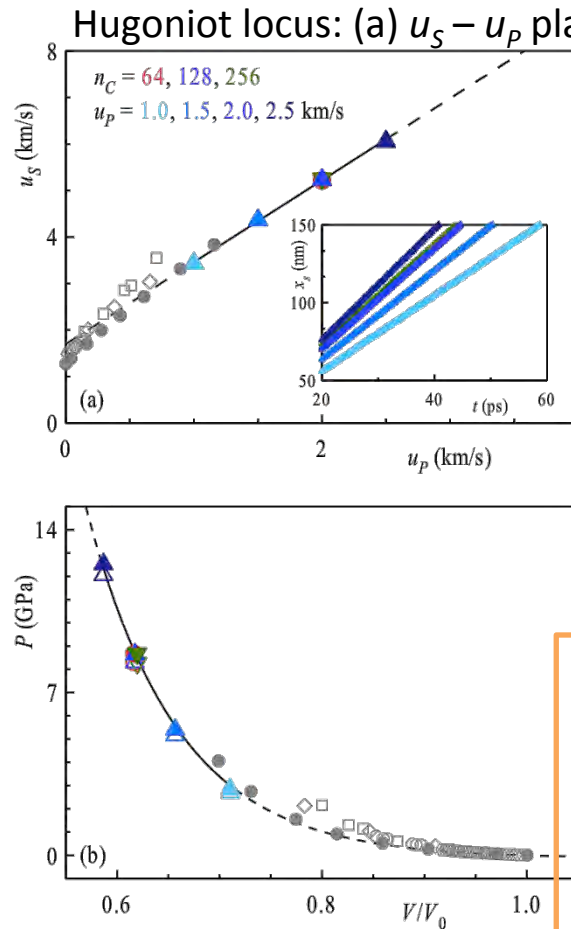 Hugoniot locus: (a) u_S – u_P pla
8
n_C = 64, 128, 256
u_P = 1.0, 1.5, 2.0, 2.5 km/s
u_S (km/s)
4
150
x_s (nm)
100
50
20 40 t (ps) 60
(a)
0
0 2
u_P (km/s)
14
P (GPa)
7
0
(b)
0.6 0.8 V/V_0 1.0